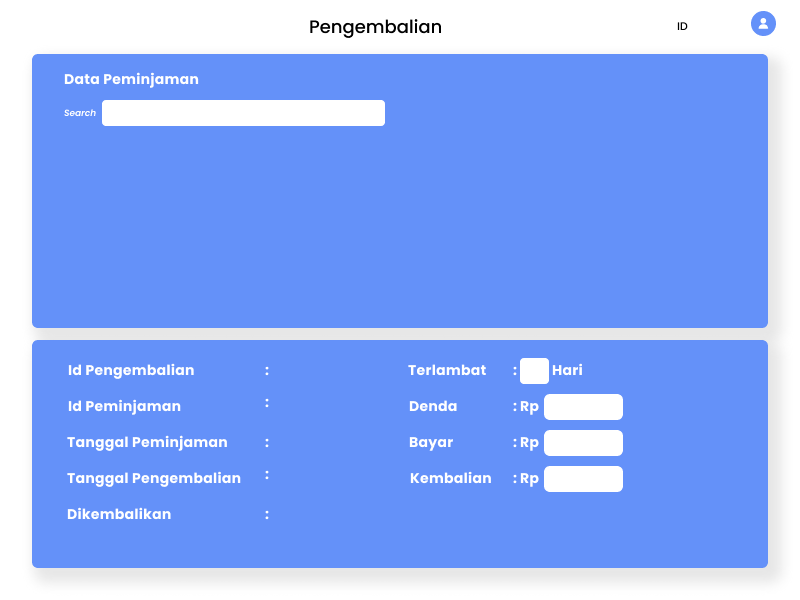 Pengembalian
ID
Data Peminjaman
Search
Id Pengembalian :
Id Peminjaman :
Tanggal Peminjaman :
Tanggal Pengembalian :
Dikembalikan :
Terlambat : Hari
Denda : Rp
Bayar : Rp
Kembalian : Rp